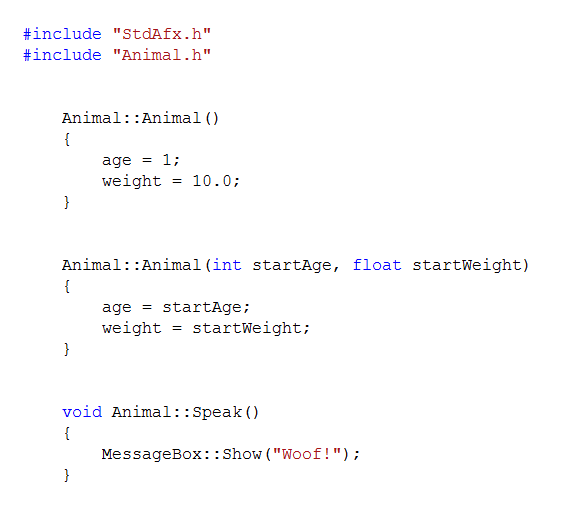 #include "StdAfx.h"
#include "Animal.h"
Animal::Animal()
{
age = 1;
weight = 10.0;
}
Animal::Animal(int startAge, float startWeight)
{
age = startAge;
weight = startWeight;
}
void Animal::Speak()
{
MessageBox::Show("Woof!");
}